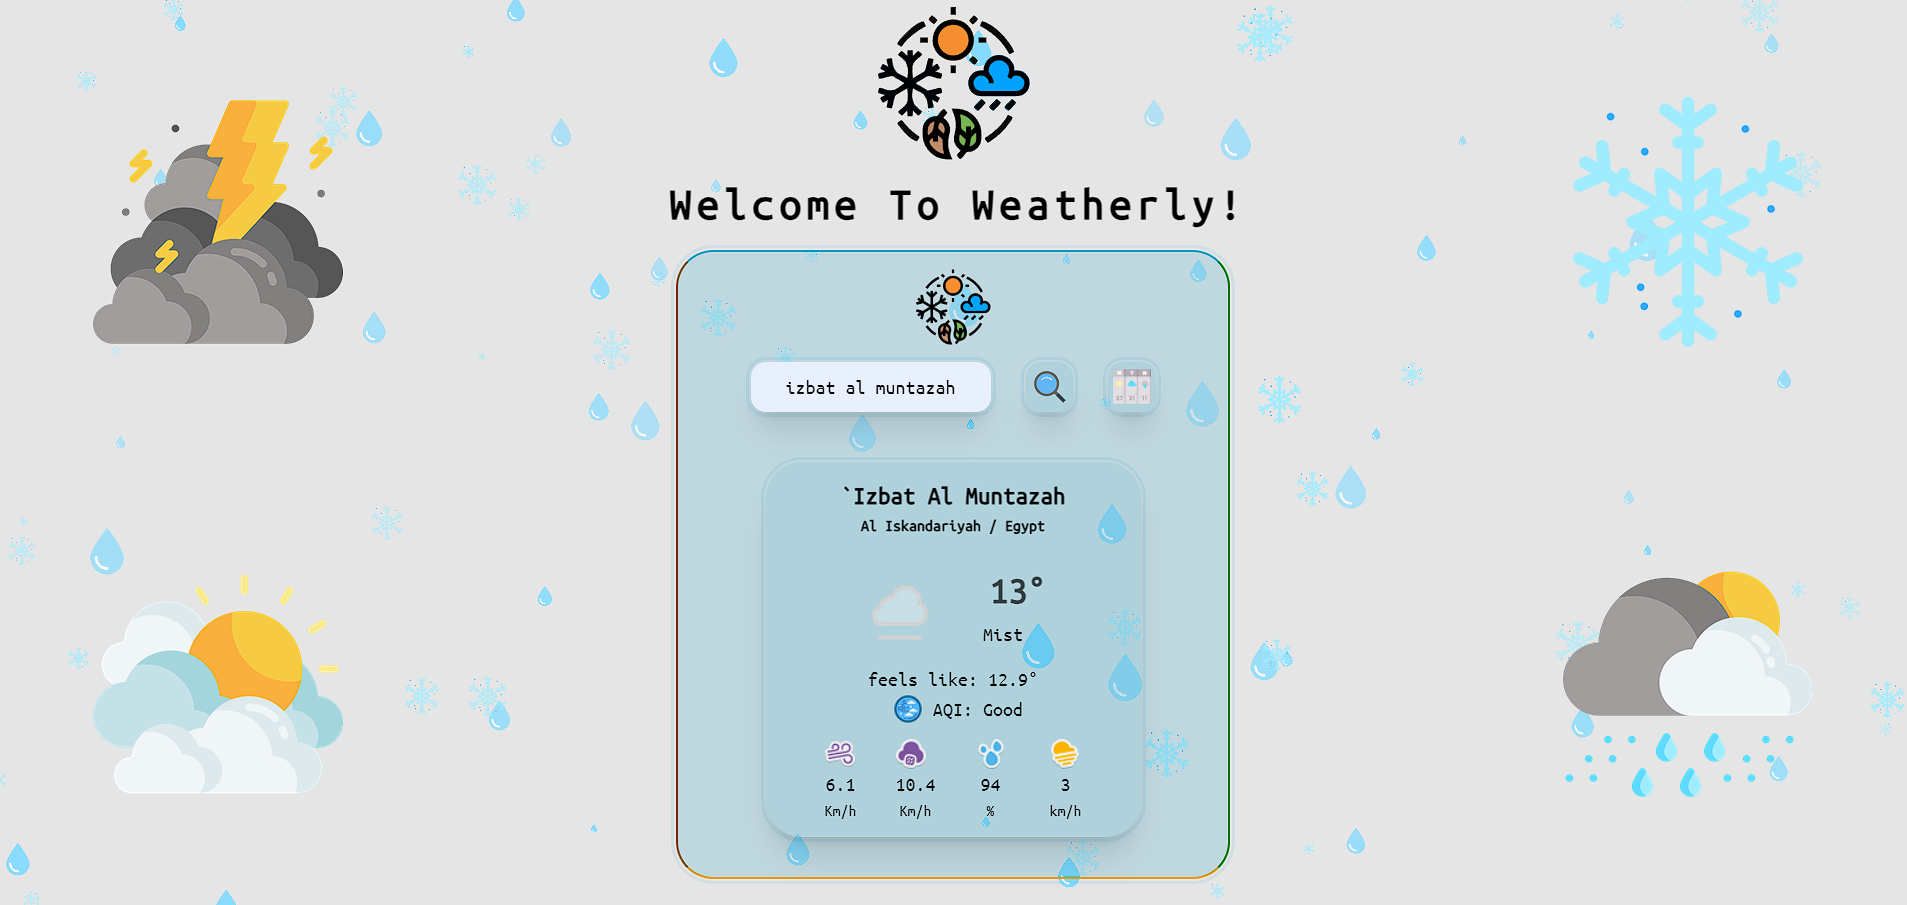 Welcome To Weatherly!
izbat al muntazah
`Izbat Al Muntazah
Al Iskandariyah / Egypt
13°
Mist
feels like: 12.9°
AQI: Good
6.1 10.4 94 3
Km/h Km/h % km/h